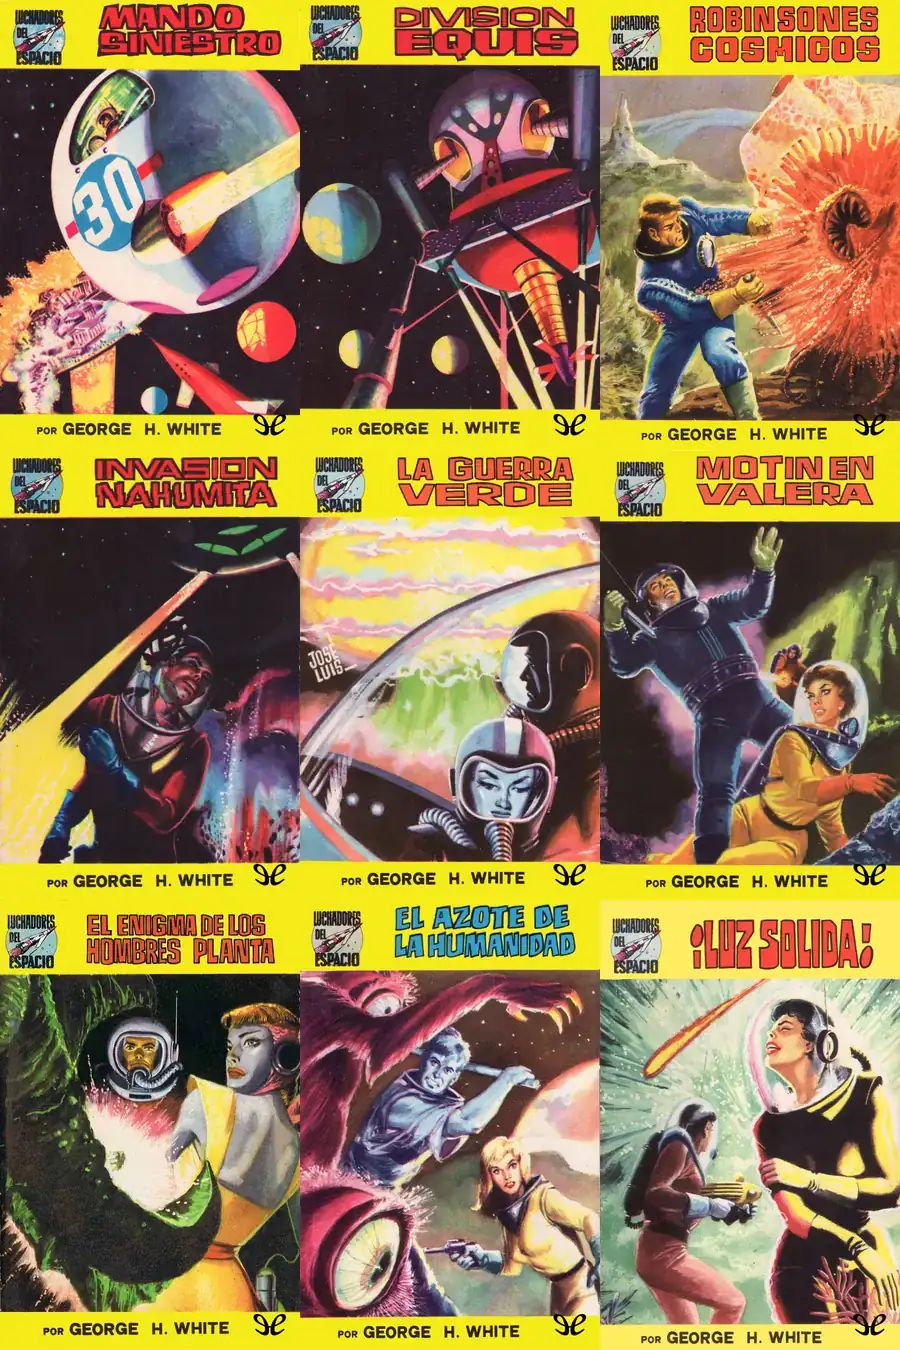 LUCHADORES
DEL
ESPACIO
MANDO
SINIESTRO
30
POR GEORGE H. WHITE
LUCHADORES
DEL
ESPACIO
DIVISION
EQUIS
POR GEORGE H. WHITE
LUCHADORES
DEL
ESPACIO
ROBINSONES
COSMICOS
POR GEORGE H. WHITE
LUCHADORES
DEL
ESPACIO
INVASION
NAHUMITA
POR GEORGE H. WHITE
LUCHADORES
DEL
ESPACIO
LA GUERRA
VERDE
JOSÉ
LUIS
POR GEORGE H. WHITE
LUCHADORES
DEL
ESPACIO
MOTIN EN
VALERA
POR GEORGE H. WHITE
LUCHADORES
DEL
ESPACIO
EL ENIGMA DE LOS
HOMBRES PLANTA
POR GEORGE H. WHITE
LUCHADORES
DEL
ESPACIO
EL AZOTE DE
LA HUMANIDAD
POR GEORGE H. WHITE
LUCHADORES
DEL
ESPACIO
¡LUZ SOLIDA!
POR GEORGE H. WHITE